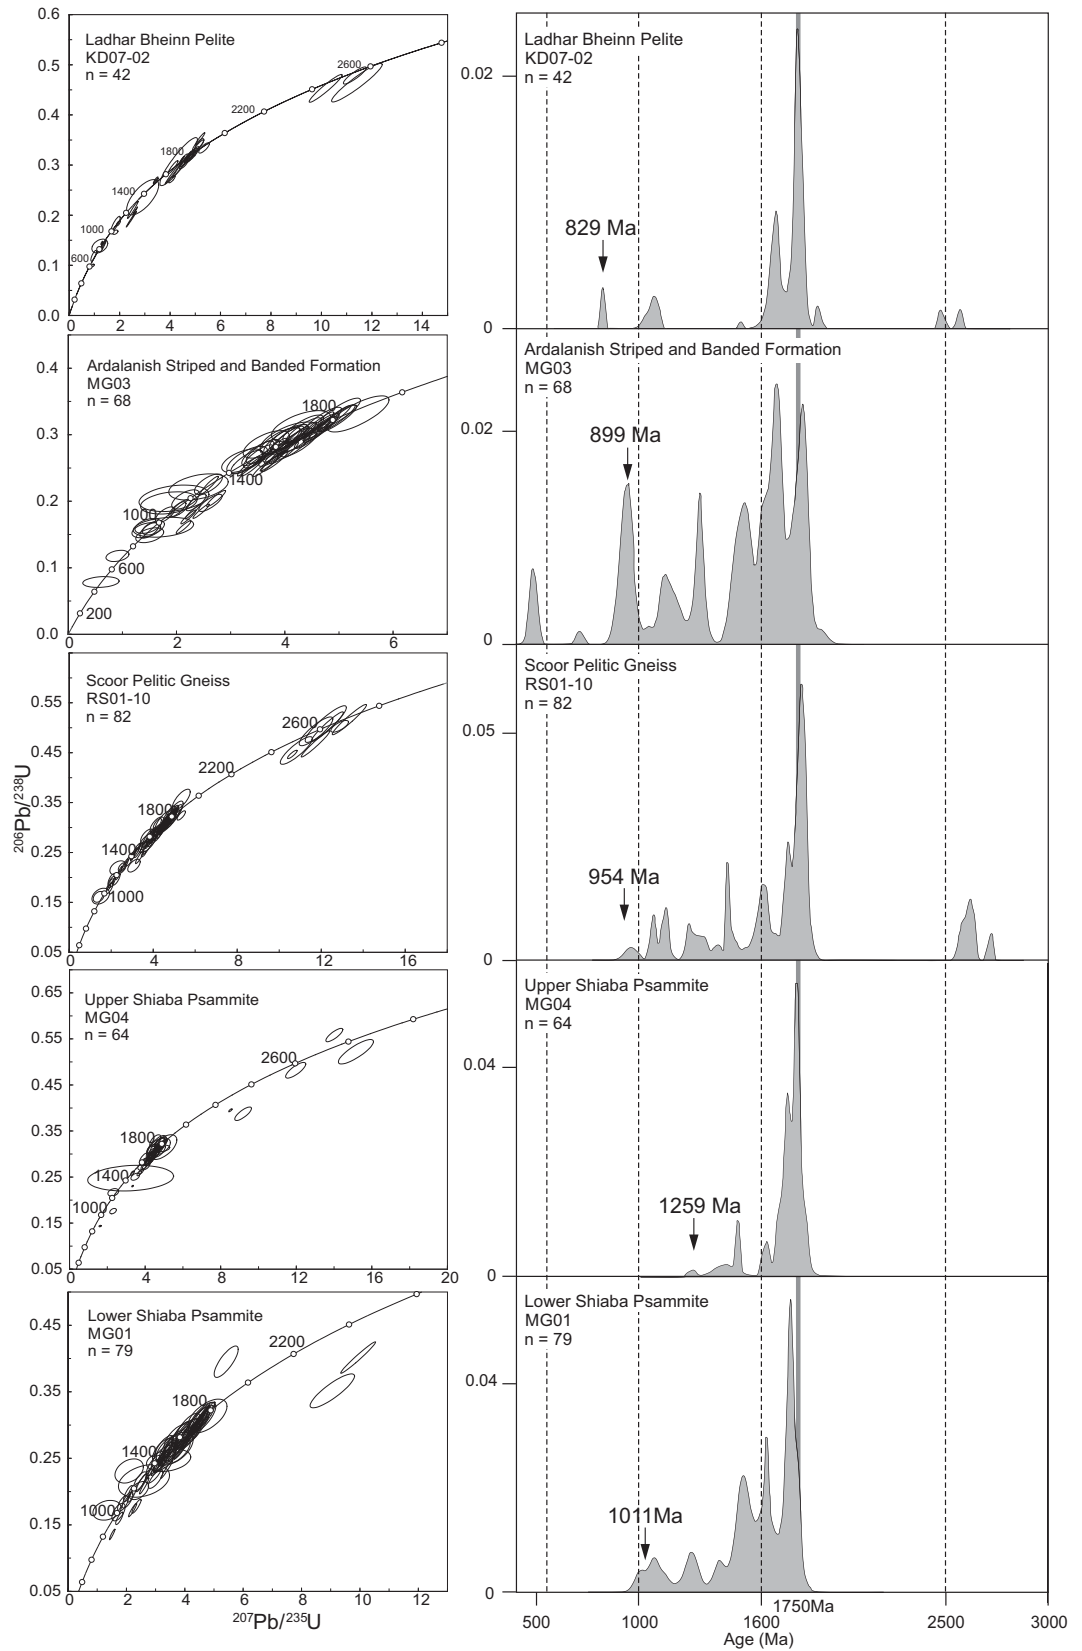 0.6
0.5
0.4
0.3
0.2
0.1
0.0
Ladhar Bheinn Pelite
KD07-02
n = 42
2600
2200
1800
1400
1000
600
0 2 4 6 8 10 12 14
Ladhar Bheinn Pelite
KD07-02
n = 42
0.02
829 Ma
0
0.4
0.3
0.2
0.1
0.0
Ardalanish Striped and Banded Formation
MG03
n = 68
1800
1400
1000
600
200
0 2 4 6
Ardalanish Striped and Banded Formation
MG03
n = 68
0.02
899 Ma
0
206Pb/238U
0.55
0.45
0.35
0.25
0.15
0.05
Scoor Pelitic Gneiss
RS01-10
n = 82
2600
2200
1800
1400
1000
0 4 8 12 16
Scoor Pelitic Gneiss
RS01-10
n = 82
0.05
954 Ma
0
0.65
0.55
0.45
0.35
0.25
0.15
0.05
Upper Shiaba Psammite
MG04
n = 64
2600
1800
1400
1000
0 4 8 12 16 20
Upper Shiaba Psammite
MG04
n = 64
0.04
1259 Ma
0
0.45
0.35
0.25
0.15
0.05
Lower Shiaba Psammite
MG01
n = 79
2200
1800
1400
1000
0 2 4 6 8 10 12
207Pb/235U
Lower Shiaba Psammite
MG01
n = 79
0.04
1011Ma
0
1750Ma
500 1000 1600 2500 3000
Age (Ma)